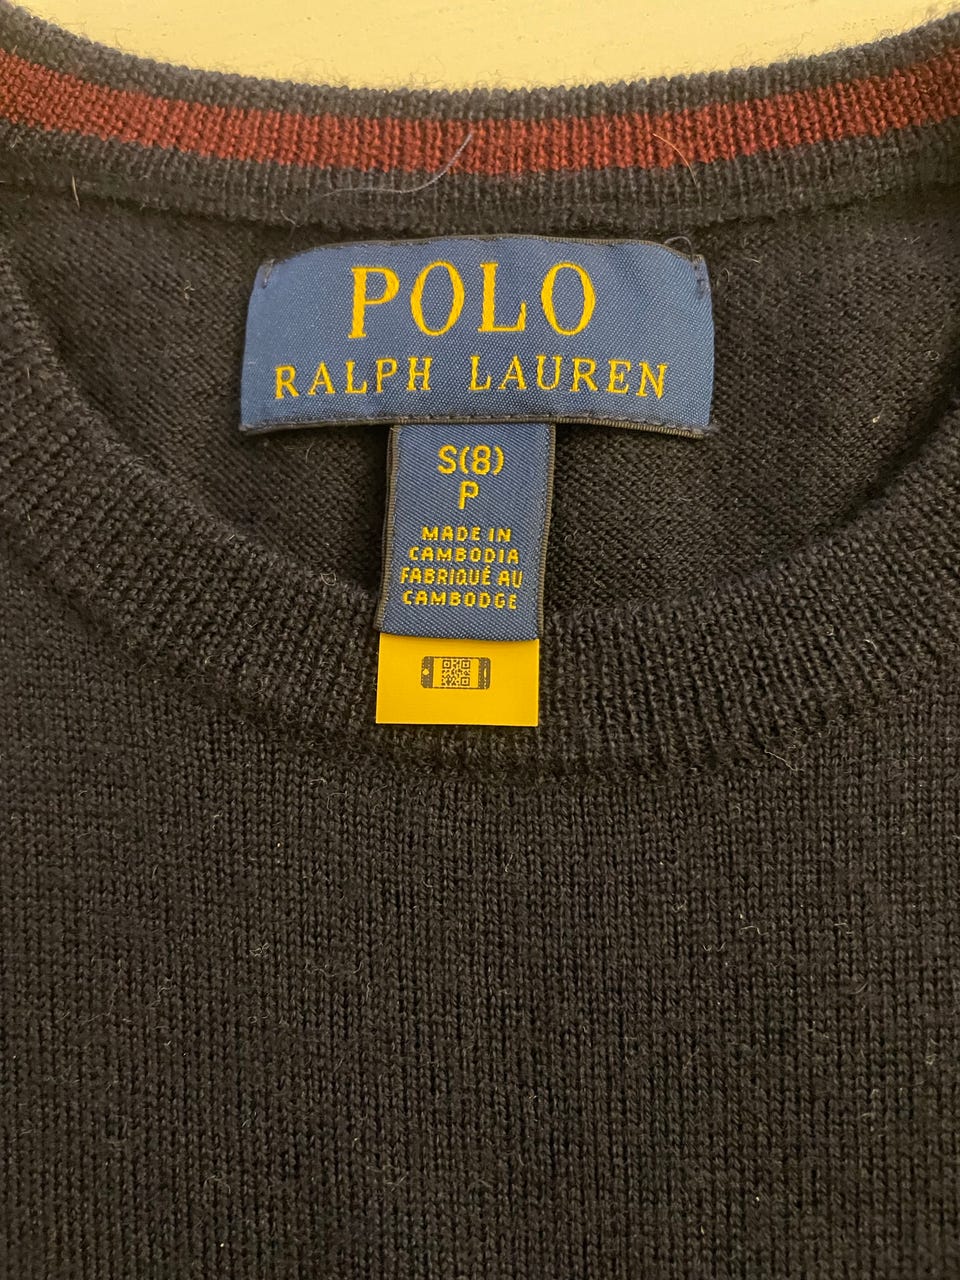 POLO
RALPH LAUREN
S(8)
P
MADE IN
CAMBODIA
FABRIQUÉ AU
CAMBODGE